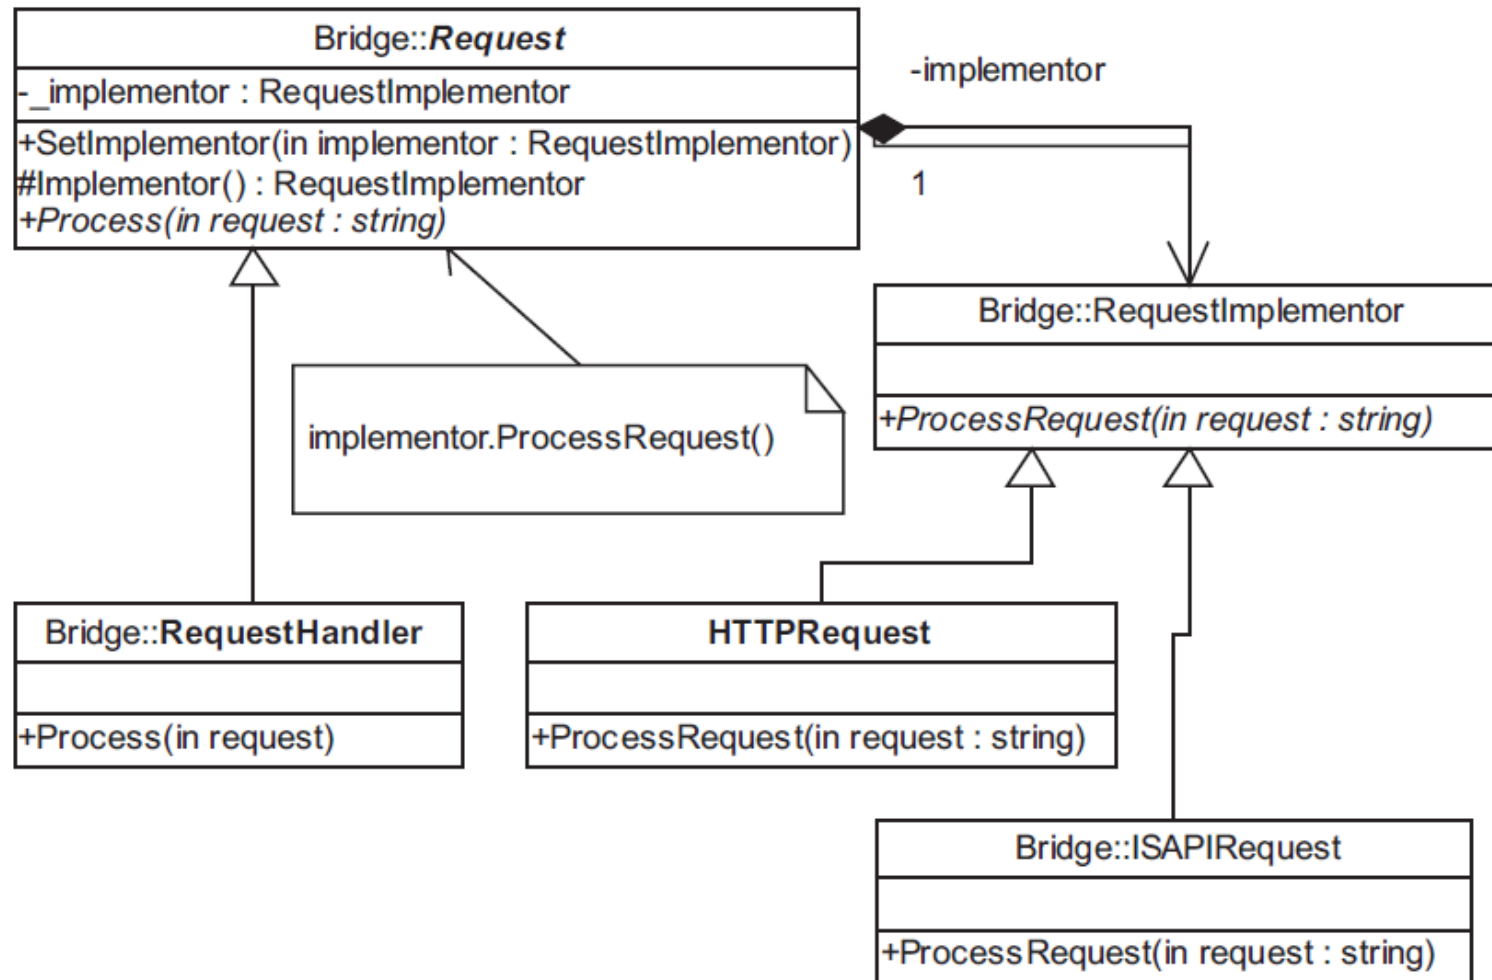 Bridge::Request
-_implementor : RequestImplementor
+SetImplementor(in implementor : RequestImplementor)
#Implementor() : RequestImplementor
+Process(in request : string)
-implementor
1
Bridge::RequestImplementor
+ProcessRequest(in request : string)
implementor.ProcessRequest()
Bridge::RequestHandler
+Process(in request)
HTTPRequest
+ProcessRequest(in request : string)
Bridge::ISAPIRequest
+ProcessRequest(in request : string)